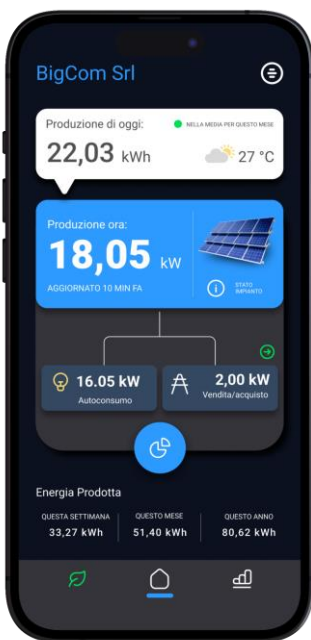 BigCom Srl
Produzione di oggi:
NELLA MEDIA PER QUESTO MESE
22,03 kWh
27 °C
Produzione ora:
18,05 kW
AGGIORNATO 10 MIN FA
STATO
IMPIANTO
16.05 kW
Autoconsumo
2,00 kW
Vendita/acquisto
Energia Prodotta
QUESTA SETTIMANA
33,27 kWh
QUESTO MESE
51,40 kWh
QUESTO ANNO
80,62 kWh